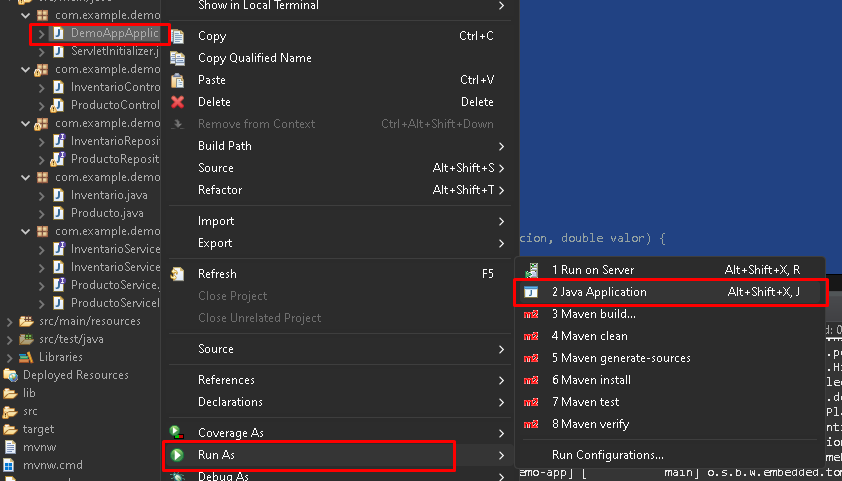 src/main/java
com.example.demo
DemoAppApplic
ServletInitializer.j
com.example.demo
InventarioContro
ProductoControl
com.example.demo
InventarioReposit
ProductoReposit
com.example.demo
Inventario.java
Producto.java
com.example.demo
InventarioService
InventarioService
ProductoService.
ProductoServiceI
src/main/resources
src/test/java
Libraries
Deployed Resources
lib
src
target
mvnw
mvnw.cmd
Show in Local Terminal
Copy Ctrl+C
Copy Qualified Name
Paste Ctrl+V
Delete Delete
Remove from Context Ctrl+Alt+Shift+Down
Build Path
Source Alt+Shift+S
Refactor Alt+Shift+T
Import
Export
Refresh F5
Close Project
Close Unrelated Project
Source
References
Declarations
Coverage As
Run As
Debug As
cion, double valor) {
1 Run on Server Alt+Shift+X, R
2 Java Application Alt+Shift+X, J
3 Maven build...
4 Maven clean
5 Maven generate-sources
6 Maven install
7 Maven test
8 Maven verify
Run Configurations...
emo-app] [ main] o.s.b.w.embedded.tom